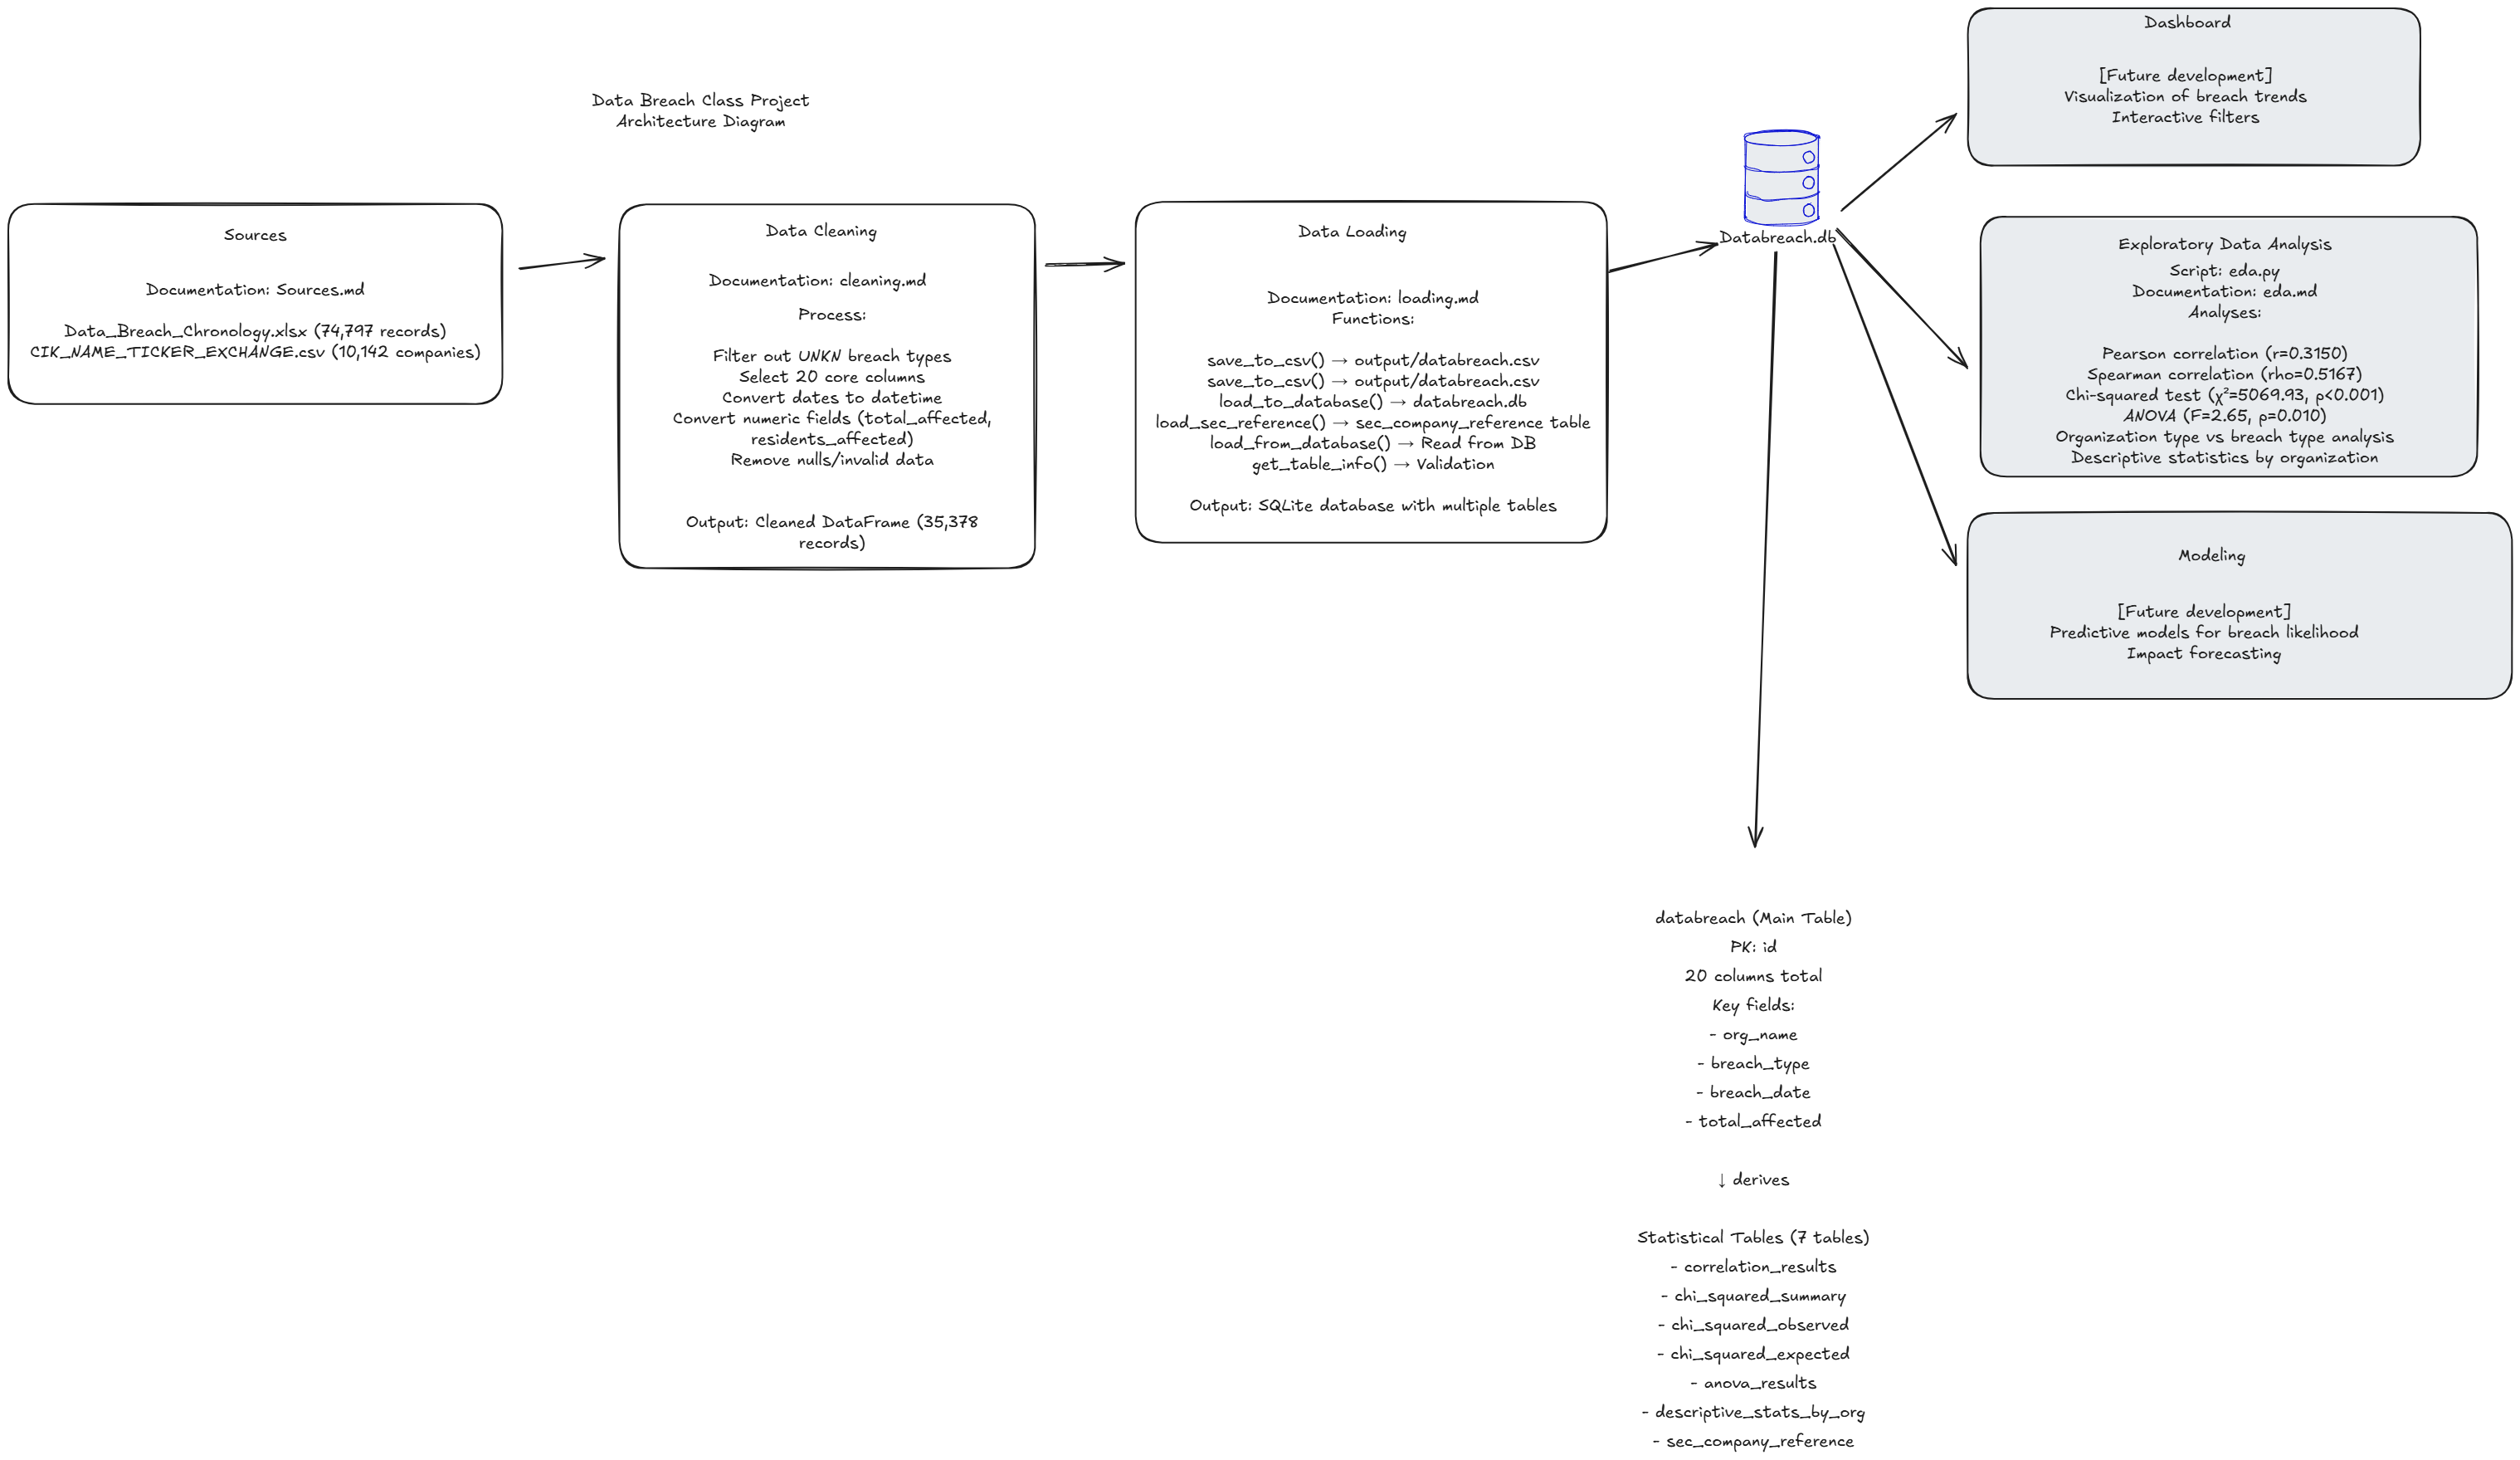 Data Breach Class Project
Architecture Diagram
Sources
Documentation: Sources.md
Data_Breach_Chronology.xlsx (74,797 records)
CIK_NAME_TICKER_EXCHANGE.csv (10,142 companies)
Data Cleaning
Documentation: cleaning.md
Process:
Filter out UNKN breach types
Select 20 core columns
Convert dates to datetime
Convert numeric fields (total_affected,
residents_affected)
Remove nulls/invalid data
Output: Cleaned DataFrame (35,378
records)
Data Loading
Documentation: loading.md
Functions:
save_to_csv() → output/databreach.csv
save_to_csv() → output/databreach.csv
load_to_database() → databreach.db
load_sec_reference() → sec_company_reference table
load_from_database() → Read from DB
get_table_info() → Validation
Output: SQLite database with multiple tables
Databreach.db
Dashboard
[Future development]
Visualization of breach trends
Interactive filters
Exploratory Data Analysis
Script: eda.py
Documentation: eda.md
Analyses:
Pearson correlation (r=0.3150)
Spearman correlation (rho=0.5167)
Chi-squared test (χ²=5069.93, p<0.001)
ANOVA (F=2.65, p=0.010)
Organization type vs breach type analysis
Descriptive statistics by organization
Modeling
[Future development]
Predictive models for breach likelihood
Impact forecasting
databreach (Main Table)
PK: id
20 columns total
Key fields:
- org_name
- breach_type
- breach_date
- total_affected
↓ derives
Statistical Tables (7 tables)
- correlation_results
- chi_squared_summary
- chi_squared_observed
- chi_squared_expected
- anova_results
- descriptive_stats_by_org
- sec_company_reference